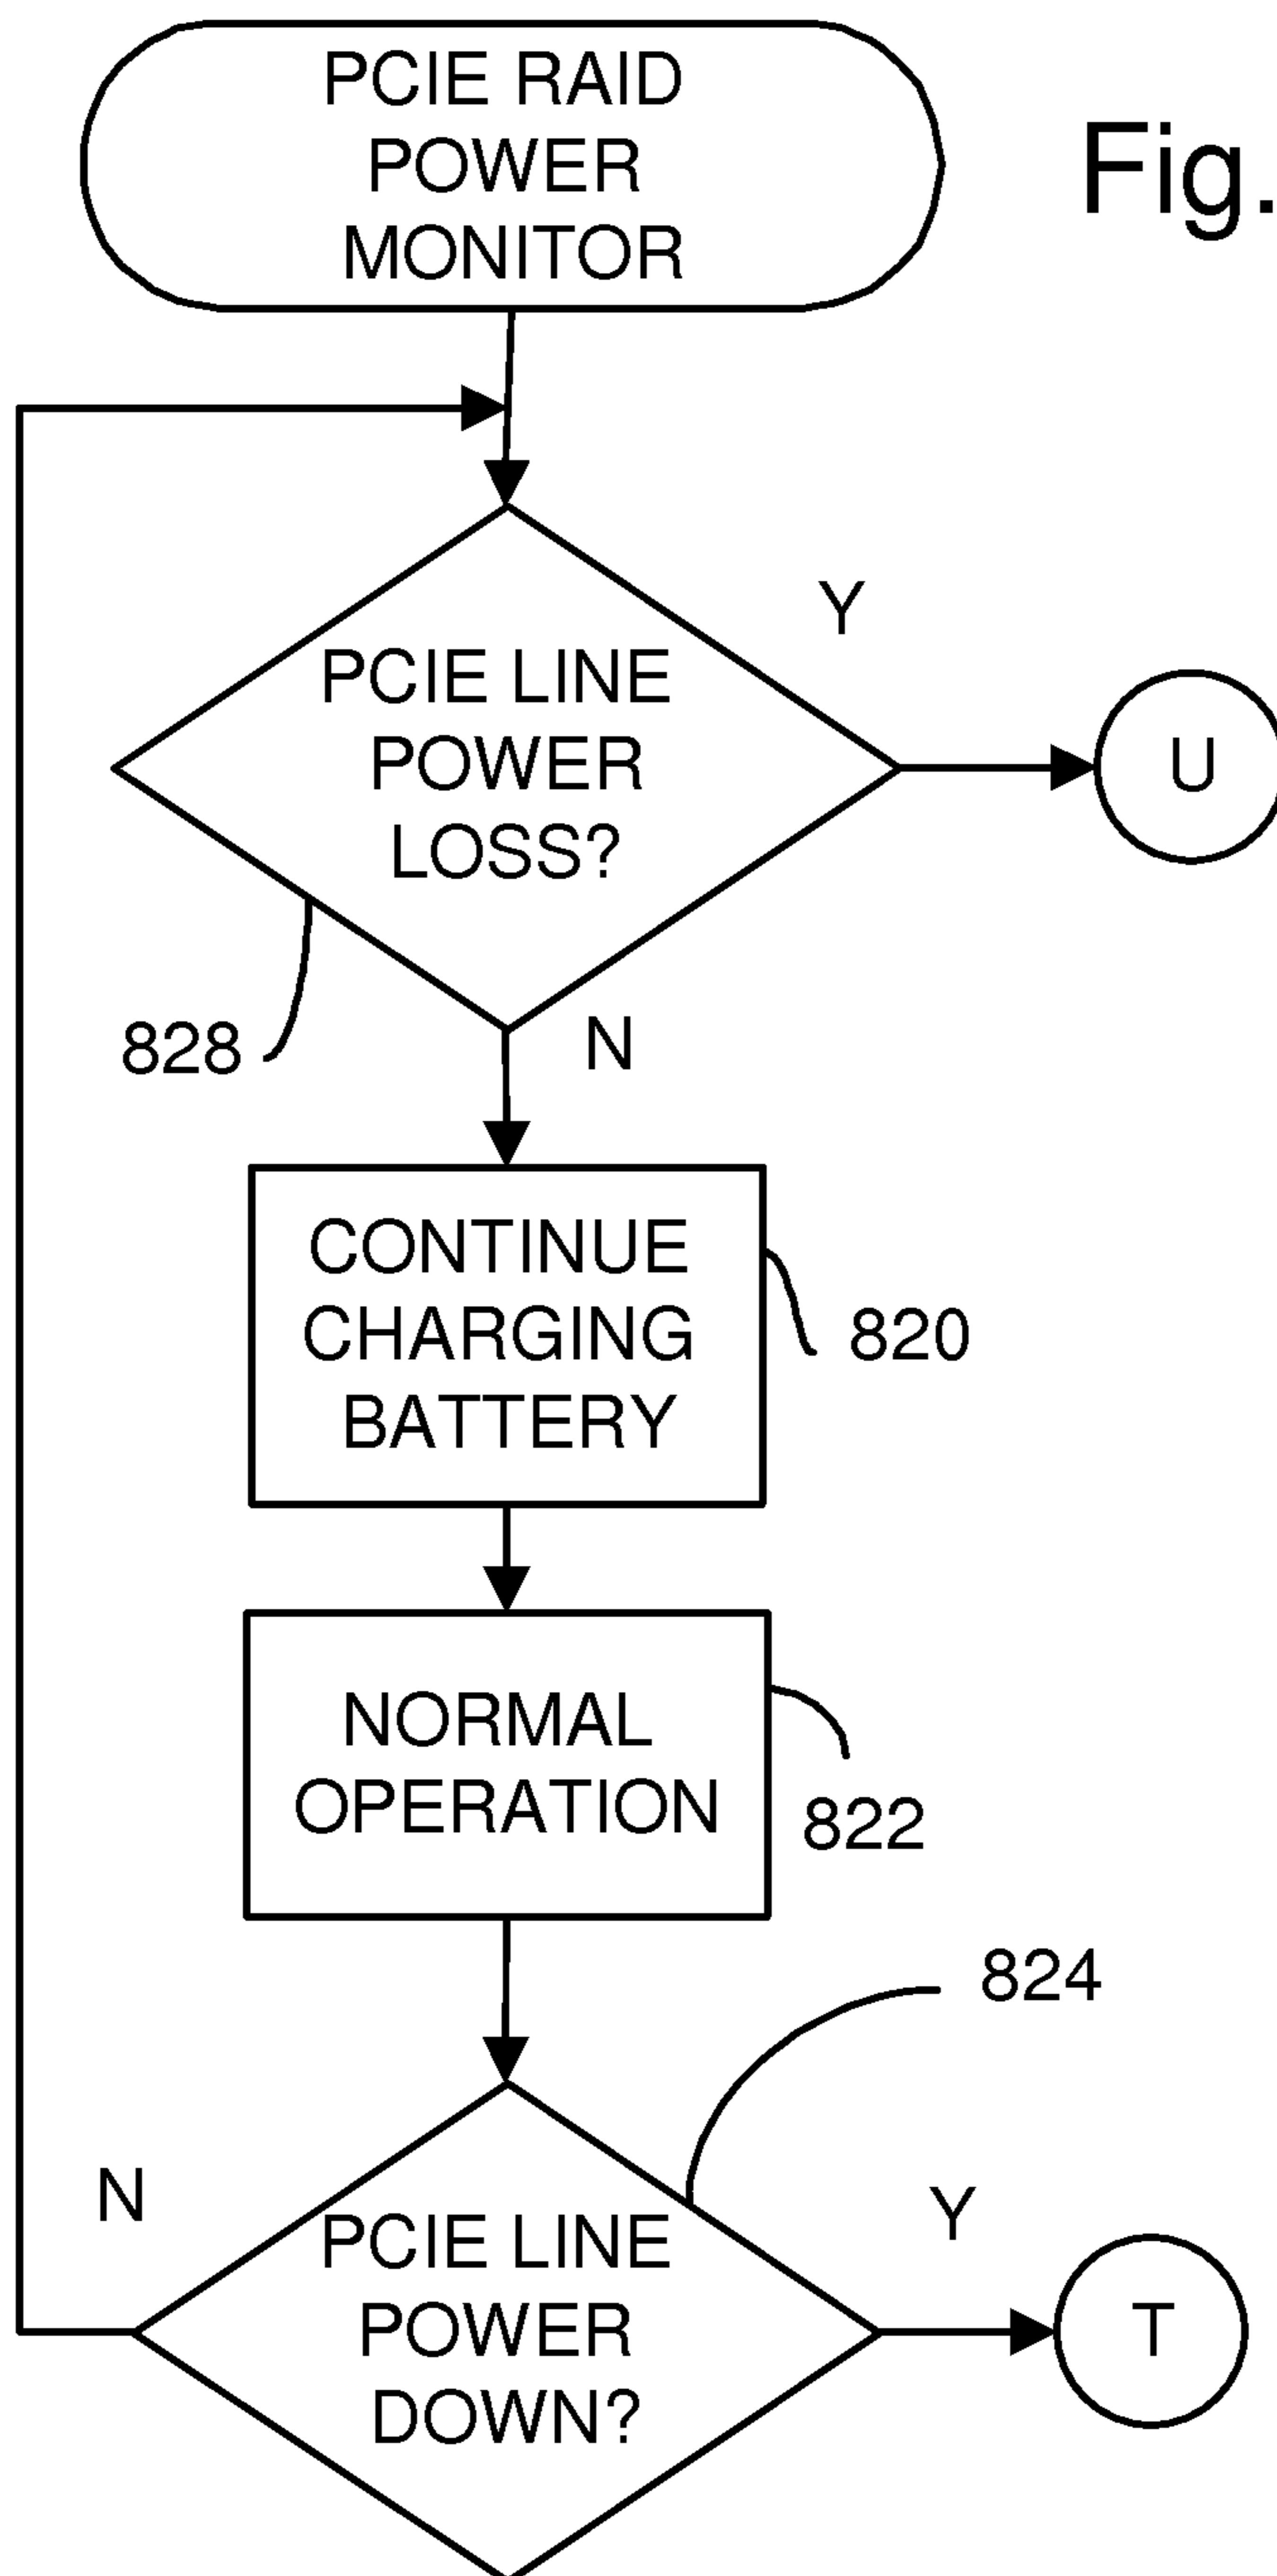 PCIE RAID
POWER
MONITOR
Fig.
Y
PCIE LINE
POWER
LOSS?
U
828
N
CONTINUE
CHARGING
BATTERY
820
NORMAL
OPERATION
822
824
N
Y
PCIE LINE
POWER
DOWN?
T